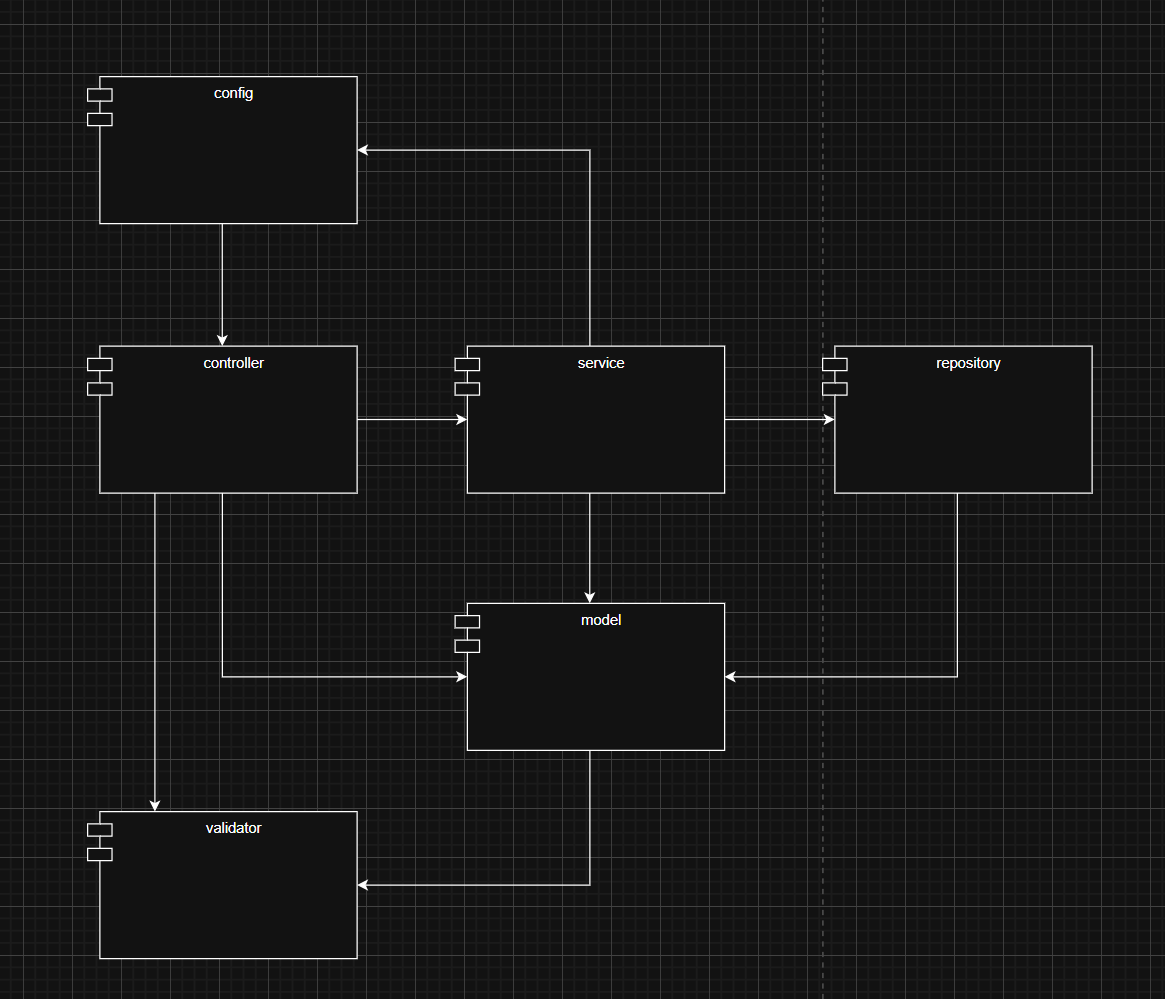 config
controller
service
repository
model
validator